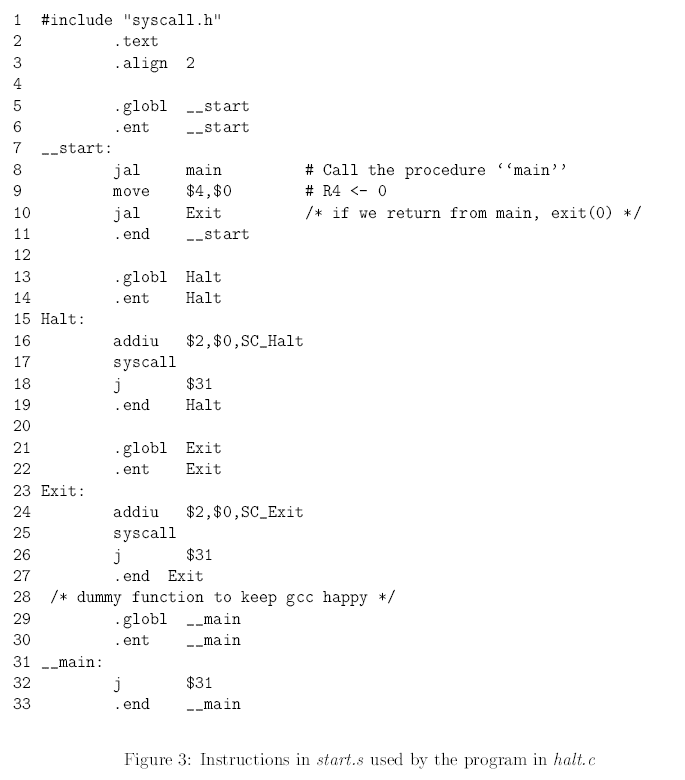 1 #include "syscall.h"
2 .text
3 .align 2
4
5 .globl __start
6 .ent __start
7 __start:
8 jal main # Call the procedure ‘‘main’’
9 move $4,$0 # R4 <- 0
10 jal Exit /* if we return from main, exit(0) */
11 .end __start
12
13 .globl Halt
14 .ent Halt
15 Halt:
16 addiu $2,$0,SC_Halt
17 syscall
18 j $31
19 .end Halt
20
21 .globl Exit
22 .ent Exit
23 Exit:
24 addiu $2,$0,SC_Exit
25 syscall
26 j $31
27 .end Exit
28 /* dummy function to keep gcc happy */
29 .globl __main
30 .ent __main
31 __main:
32 j $31
33 .end __main
Figure 3: Instructions in start.s used by the program in halt.c